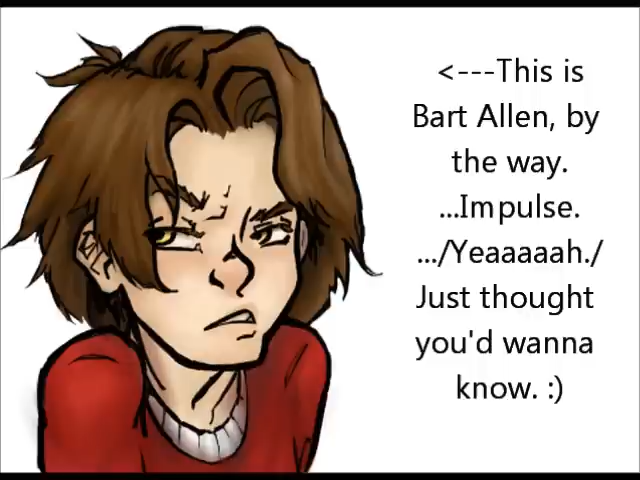 <---This is
Bart Allen, by
the way.
...Impulse.
.../Yeaaaaah./
Just thought
you'd wanna
know. :)